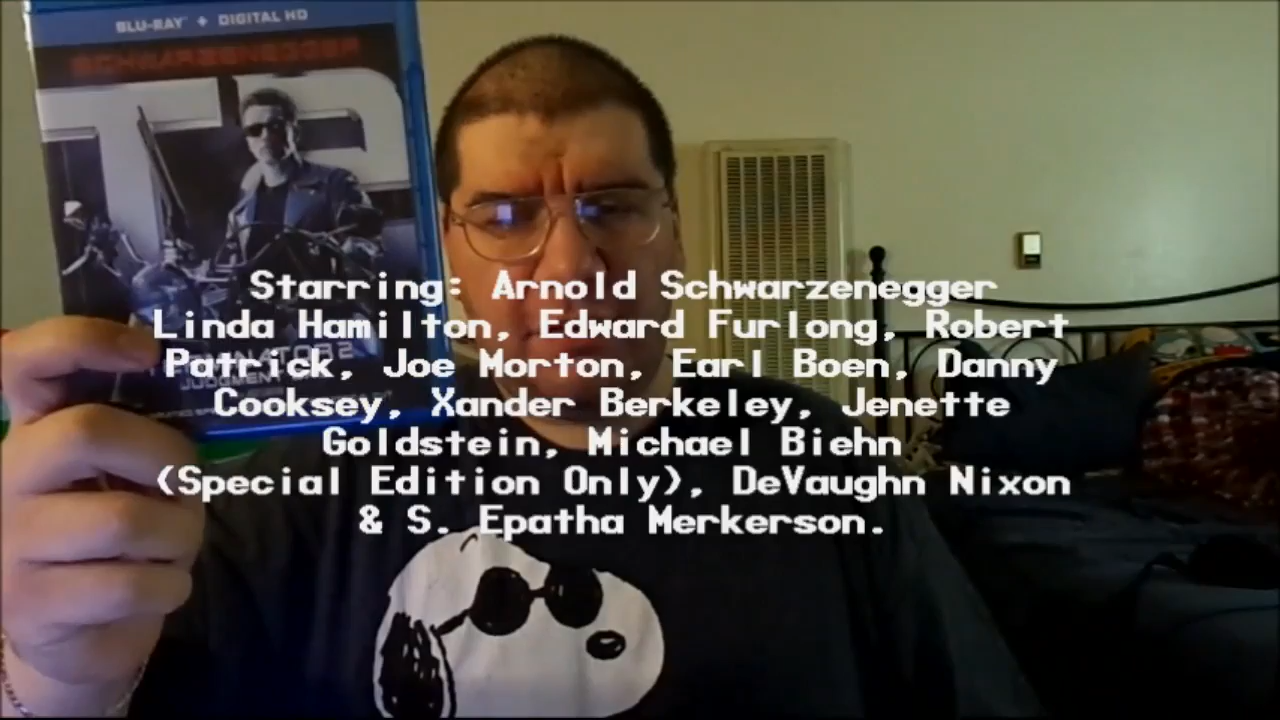 BLU-RAY + DIGITAL HD
SCHWARZENEGGER
T2
Starring: Arnold Schwarzenegger
Linda Hamilton, Edward Furlong, Robert
Patrick, Joe Morton, Earl Boen, Danny
Cooksey, Xander Berkeley, Jenette
Goldstein, Michael Biehn
(Special Edition Only), DeVaughn Nixon
& S. Epatha Merkerson.